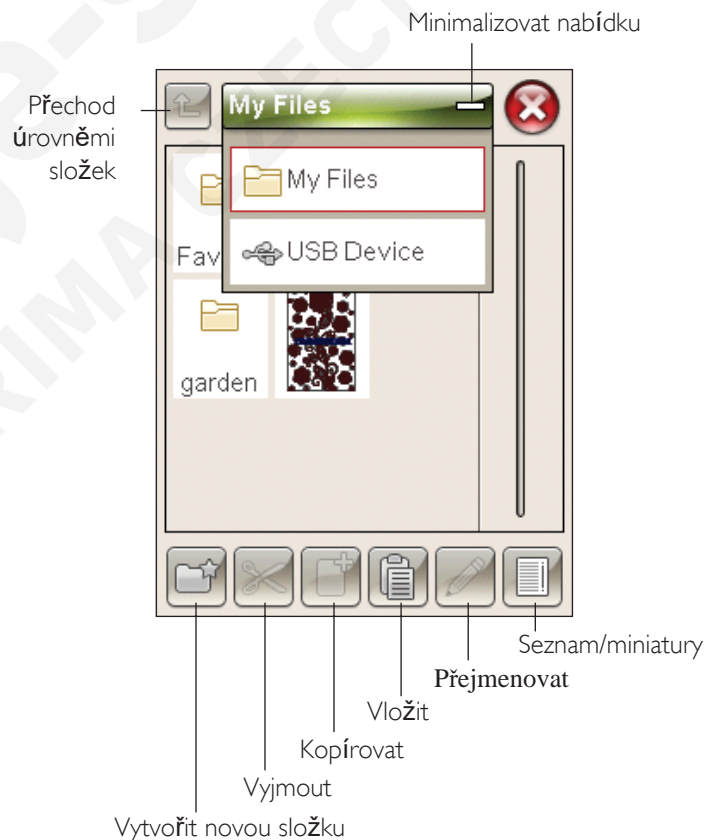 Minimalizovat nabídku
Přechod
úrovněmi
složek
My Files
My Files
Fav
USB Device
garden
Seznam/miniatury
Přejmenovat
Vložit
Kopírovat
Vyjmout
Vytvořit novou složku